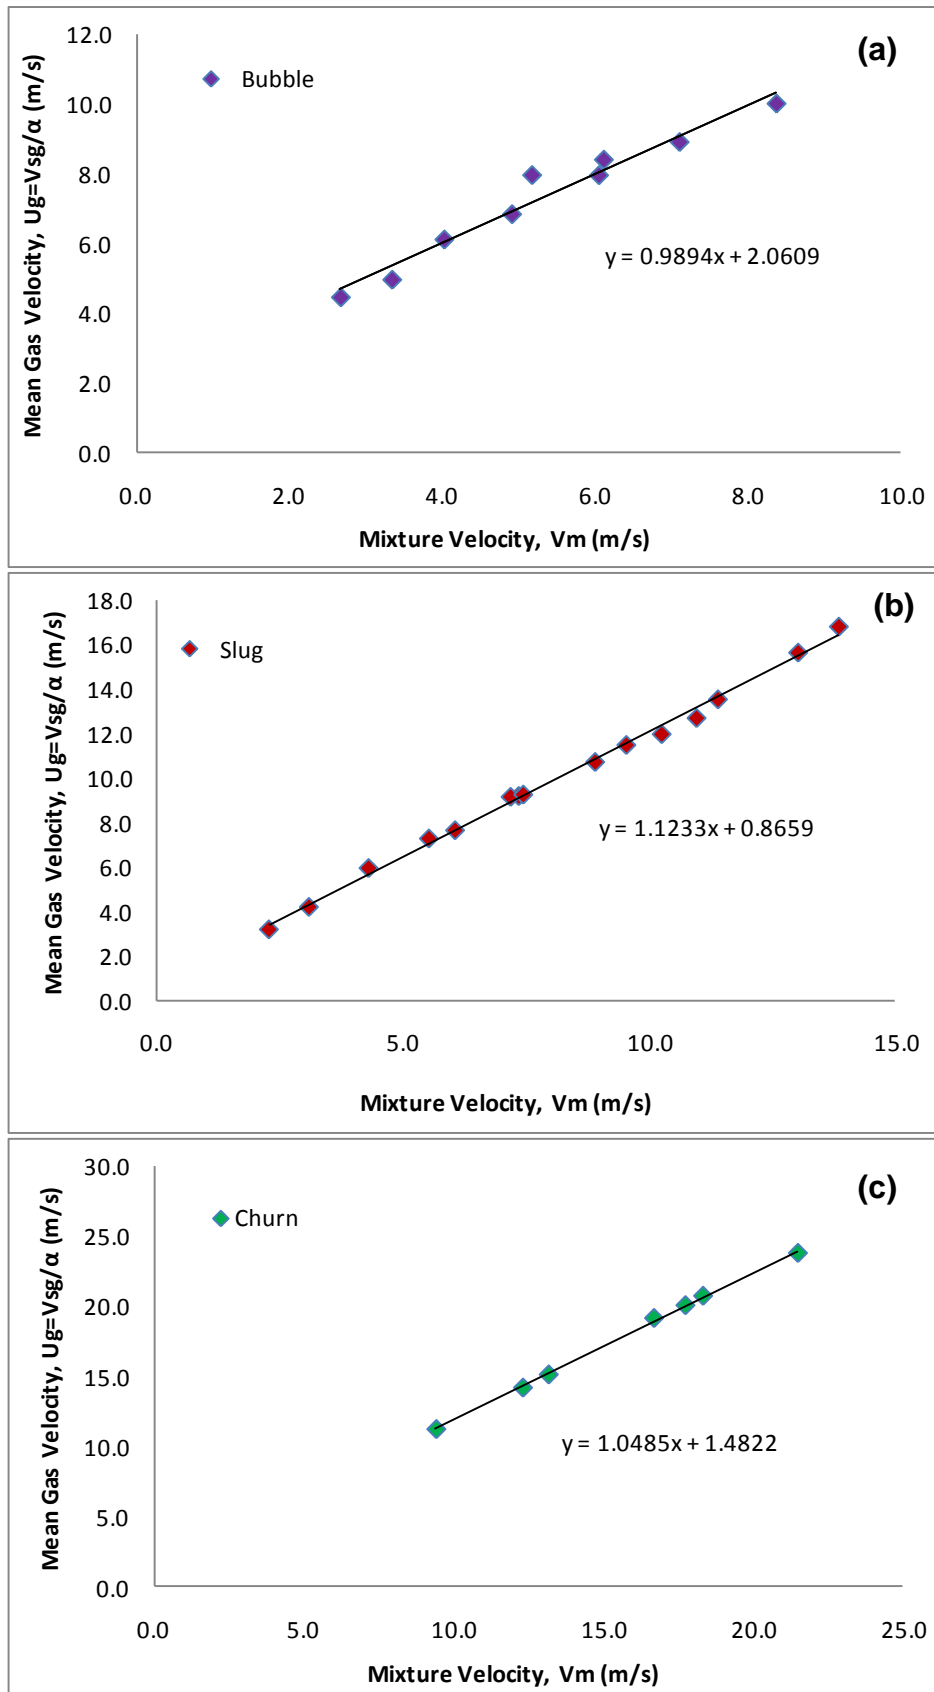 (a)
Bubble
Mean Gas Velocity, Ug=Vsg/α (m/s)
12.0
10.0
8.0
6.0
4.0
2.0
0.0
y = 0.9894x + 2.0609
0.0 2.0 4.0 6.0 8.0 10.0
Mixture Velocity, Vm (m/s)
(b)
Slug
Mean Gas Velocity, Ug=Vsg/α (m/s)
18.0
16.0
14.0
12.0
10.0
8.0
6.0
4.0
2.0
0.0
y = 1.1233x + 0.8659
0.0 5.0 10.0 15.0
Mixture Velocity, Vm (m/s)
(c)
Churn
Mean Gas Velocity, Ug=Vsg/α (m/s)
30.0
25.0
20.0
15.0
10.0
5.0
0.0
y = 1.0485x + 1.4822
0.0 5.0 10.0 15.0 20.0 25.0
Mixture Velocity, Vm (m/s)